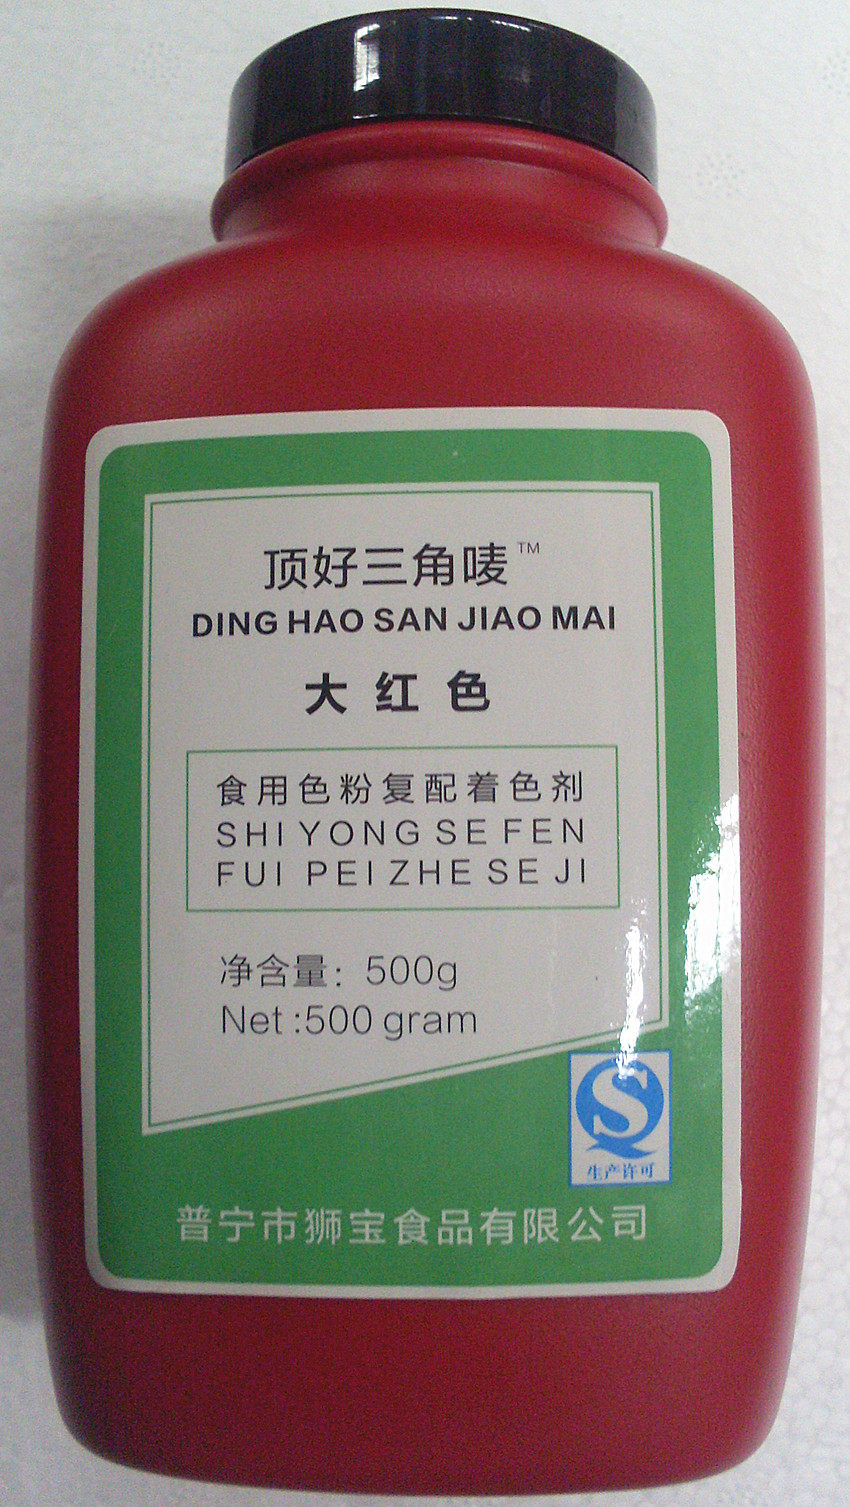 顶好三角唛™
DING HAO SAN JIAO MAI
大红色
食用色粉复配着色剂
SHI YONG SE FEN
FUI PEI ZHE SE JI
净含量：500g
Net :500 gram
生产许可
普宁市狮宝食品有限公司